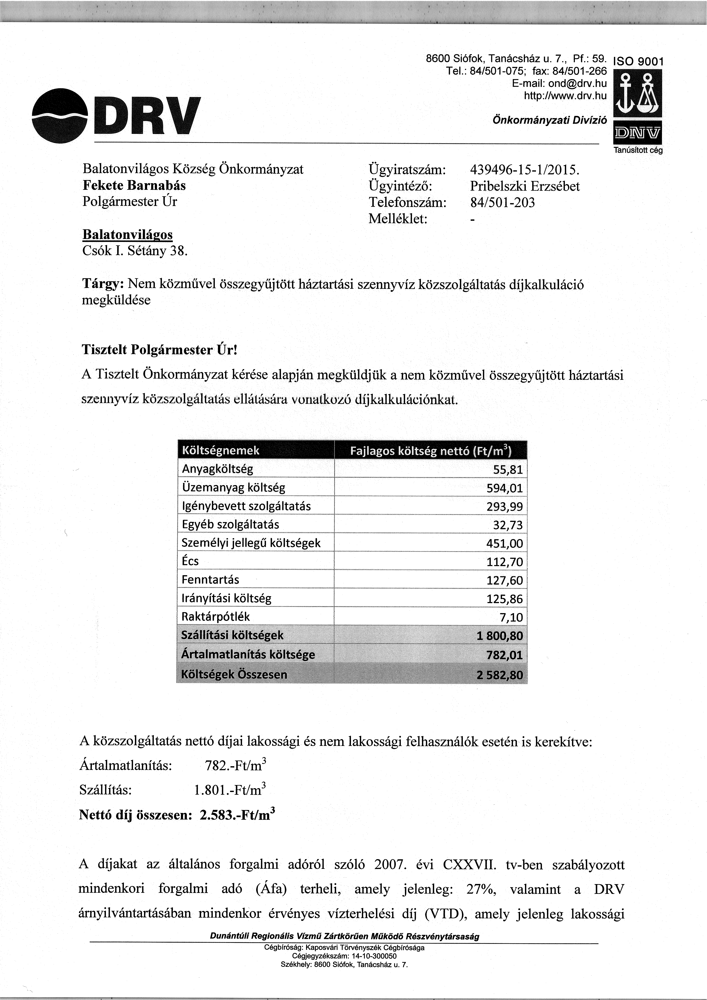 8600 Siófok, Tanácsház u. 7., Pf.: 59.
Tel.: 84/501-075; fax: 84/501-266
E-mail: ond@drv.hu
http://www.drv.hu
Önkormányzati Divízió
ISO 9001
DNV
Tanúsított cég
DRV
Balatonvilágos Község Önkormányzat
Fekete Barnabás
Polgármester Úr
Balatonvilágos
Csók I. Sétány 38.
Ügyiratszám: 439496-15-1/2015.
Ügyintéző: Pribelszki Erzsébet
Telefonszám: 84/501-203
Melléklet: -
Tárgy: Nem közművel összegyűjtött háztartási szennyvíz közszolgáltatás díjkalkuláció
megküldése
Tisztelt Polgármester Úr!
A Tisztelt Önkormányzat kérése alapján megküldjük a nem közművel összegyűjtött háztartási
szennyvíz közszolgáltatás ellátására vonatkozó díjkalkulációnkat.
Költségnemek Fajlagos költség nettó (Ft/m³)
Anyagköltség 55,81
Üzemanyag költség 594,01
Igénybevett szolgáltatás 293,99
Egyéb szolgáltatás 32,73
Személyi jellegű költségek 451,00
Écs 112,70
Fenntartás 127,60
Irányítási költség 125,86
Raktárpótlék 7,10
Szállítási költségek 1 800,80
Ártalmatlanítás költsége 782,01
Költségek Összesen 2 582,80
A közszolgáltatás nettó díjai lakossági és nem lakossági felhasználók esetén is kerekítve:
Ártalmatlanítás: 782.-Ft/m³
Szállítás: 1.801.-Ft/m³
Nettó díj összesen: 2.583.-Ft/m³
A díjakat az általános forgalmi adóról szóló 2007. évi CXXVII. tv-ben szabályozott
mindenkori forgalmi adó (Áfa) terheli, amely jelenleg: 27%, valamint a DRV
árnyilvántartásában mindenkor érvényes vízterhelési díj (VTD), amely jelenleg lakossági
Dunántúli Regionális Vízmű Zártkörűen Működő Részvénytársaság
Cégbíróság: Kaposvári Törvényszék Cégbírósága
Cégjegyzékszám: 14-10-300050
Székhely: 8600 Siófok, Tanácsház u. 7.